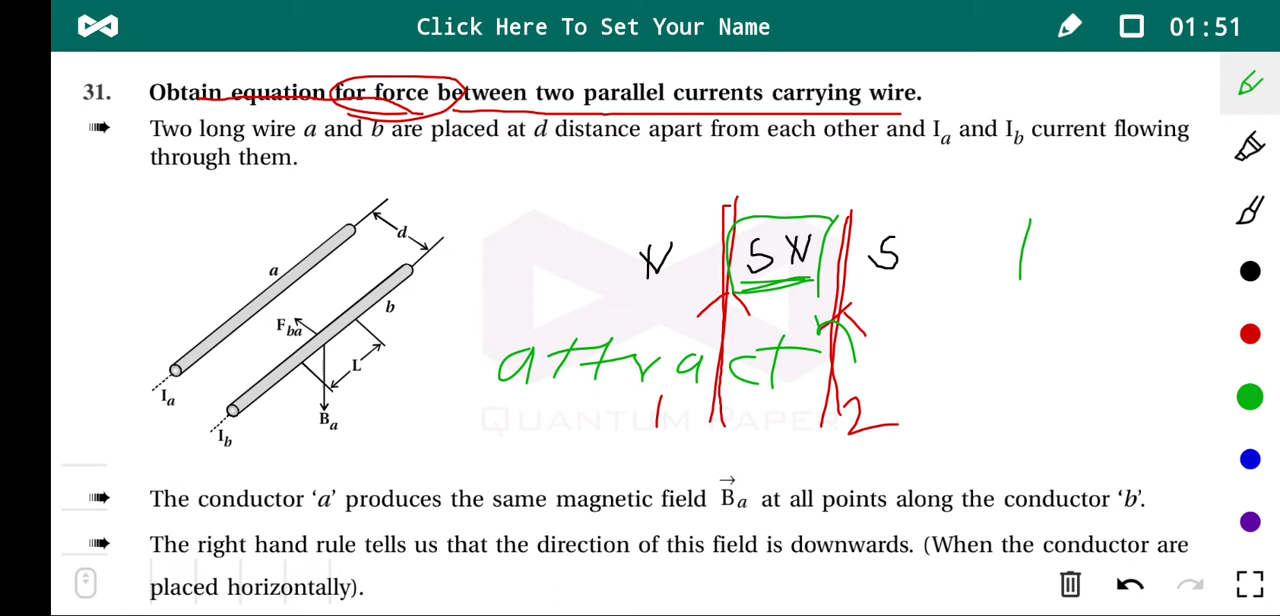 Click Here To Set Your Name
01:51
31. Obtain equation for force between two parallel currents carrying wire.
Two long wire a and b are placed at d distance apart from each other and Ia and Ib current flowing
through them.
d
a
b
N S N S
Fba
L
attract
Ia
Ba
1 2
QUANTUM PAPER
Ib
The conductor ‘a’ produces the same magnetic field B⃗a at all points along the conductor ‘b’.
The right hand rule tells us that the direction of this field is downwards. (When the conductor are
placed horizontally).